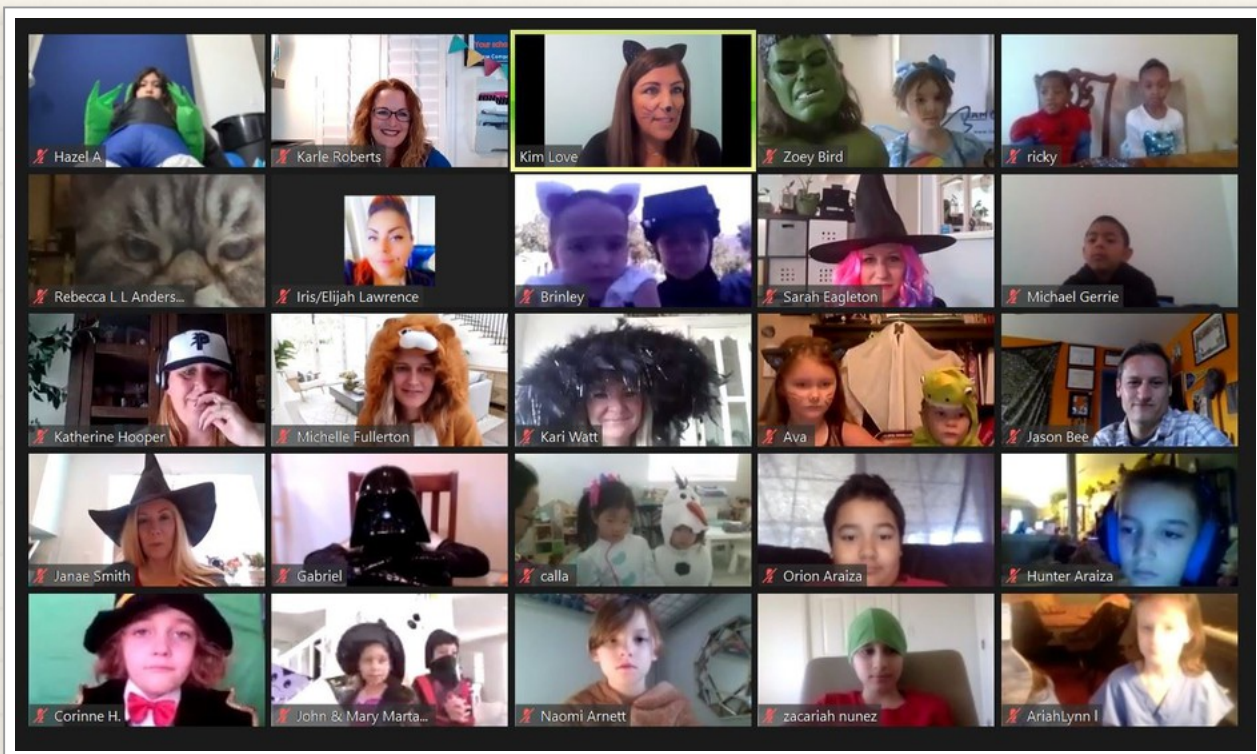 Hazel A
Karle Roberts
Kim Love
Zoey Bird
ricky
Rebecca L L Anders...
Iris/Elijah Lawrence
Brinley
Sarah Eagleton
Michael Gerrie
Katherine Hooper
Michelle Fullerton
Kari Watt
Ava
Jason Bee
Janae Smith
Gabriel
calla
Orion Araiza
Hunter Araiza
Corinne H.
John & Mary Marta...
Naomi Arnett
zacariah nunez
AriahLynn I